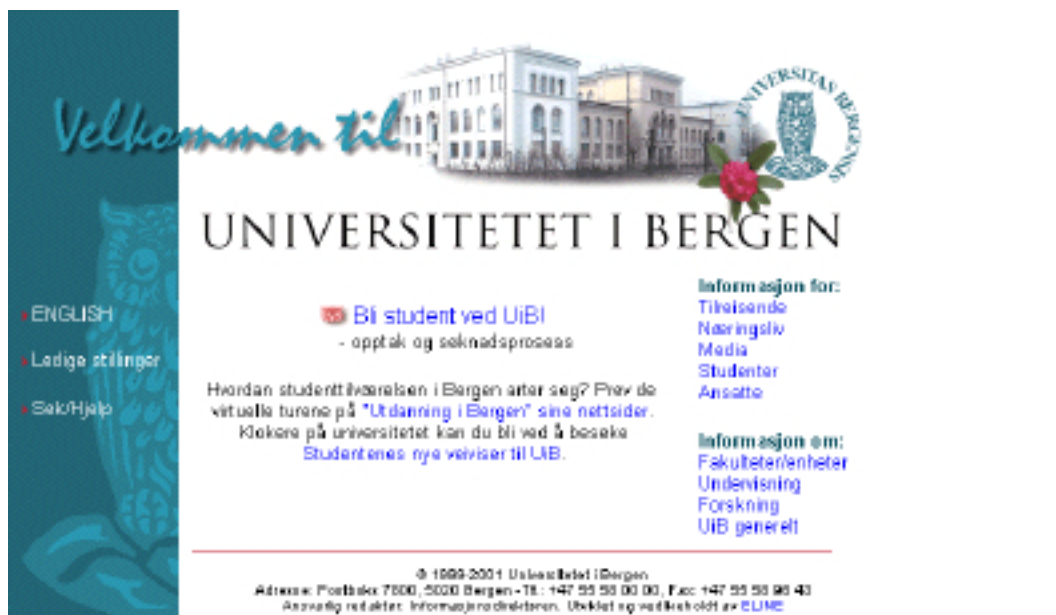 Velkommen til
UNIVERSITAS BERGENSIS
UNIVERSITETET I BERGEN
ENGLISH
Ledige stillinger
Søk/Hjelp
Bli student ved UiB!
- opptak og søknadsprosess
Hvordan studenttilværelsen i Bergen arter seg? Prøv de
virtuelle turene på "Utdanning i Bergen" sine nettsider.
Klokere på universitetet kan du bli ved å besøke
Studentenes nye veiviser til UiB.
Informasjon for:
Tilreisende
Næringsliv
Media
Studenter
Ansatte
Informasjon om:
Fakulteter/enheter
Undervisning
Forskning
UiB generelt
© 1999-2001 Universitetet i Bergen
Adresse: Postboks 7800, 5020 Bergen - Tlf.: +47 55 58 00 00, Fax: +47 55 58 96 43
Ansvarlig redaktør: Informasjonsdirektøren. Utviklet og vedlikeholdt av